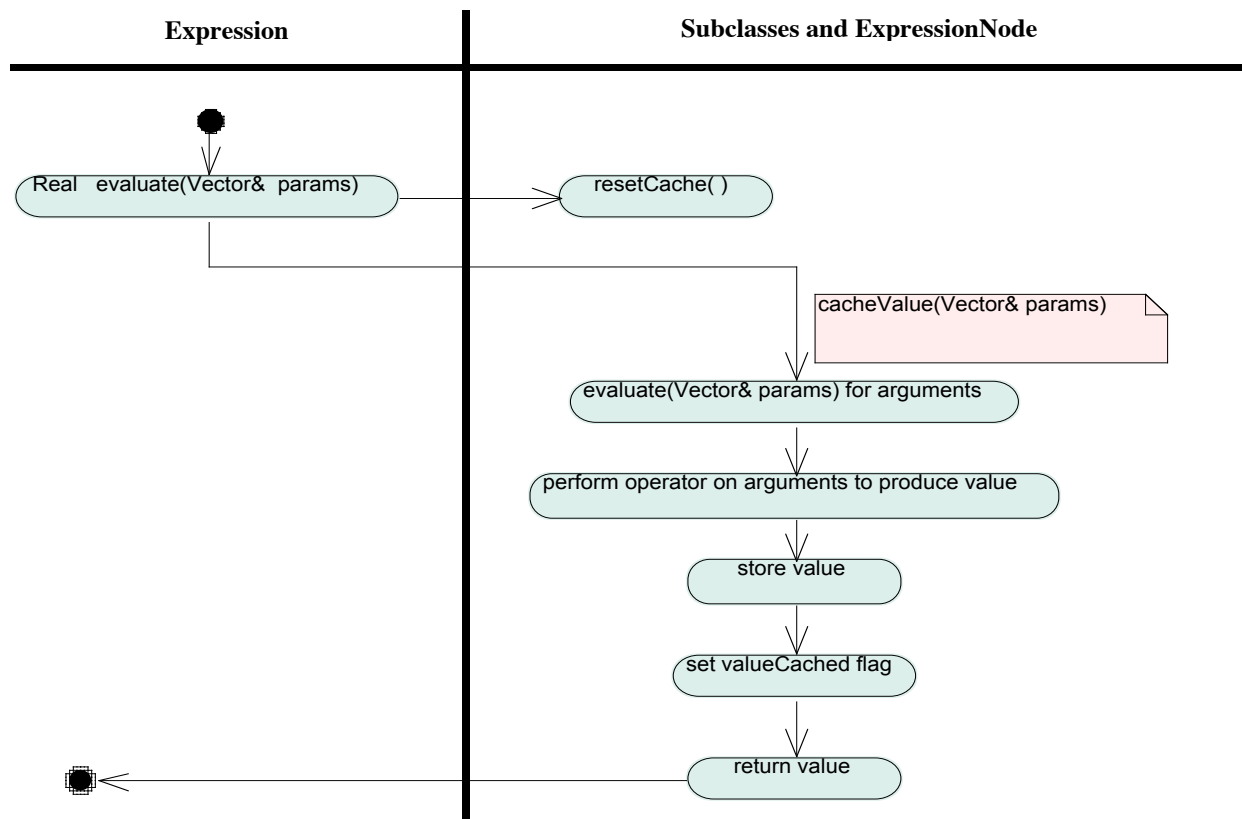 Expression
Subclasses and ExpressionNode
Real evaluate(Vector& params)
resetCache( )
cacheValue(Vector& params)
evaluate(Vector& params) for arguments
perform operator on arguments to produce value
store value
set valueCached flag
return value